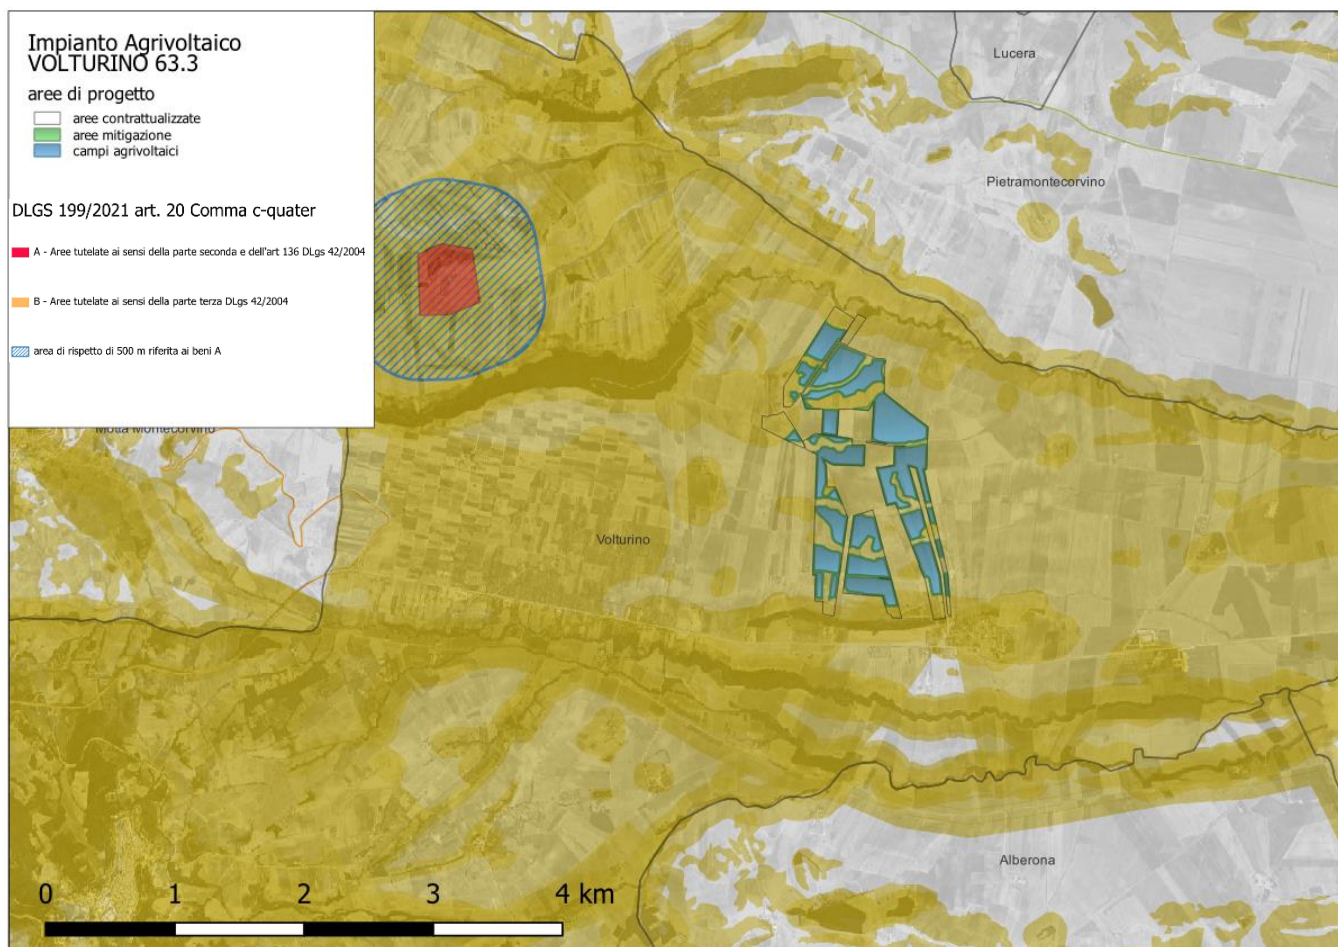 Impianto Agrivoltaico
VOLTURINO 63.3
aree di progetto
aree contrattualizzate
aree mitigazione
campi agrivoltaici
DLGS 199/2021 art. 20 Comma c-quater
A - Aree tutelate ai sensi della parte seconda e dell'art 136 DLgs 42/2004
B - Aree tutelate ai sensi della parte terza DLgs 42/2004
area di rispetto di 500 m riferita ai beni A
Lucera
Pietramontecorvino
Motta Montecorvino
Volturino
Alberona
0 1 2 3 4 km